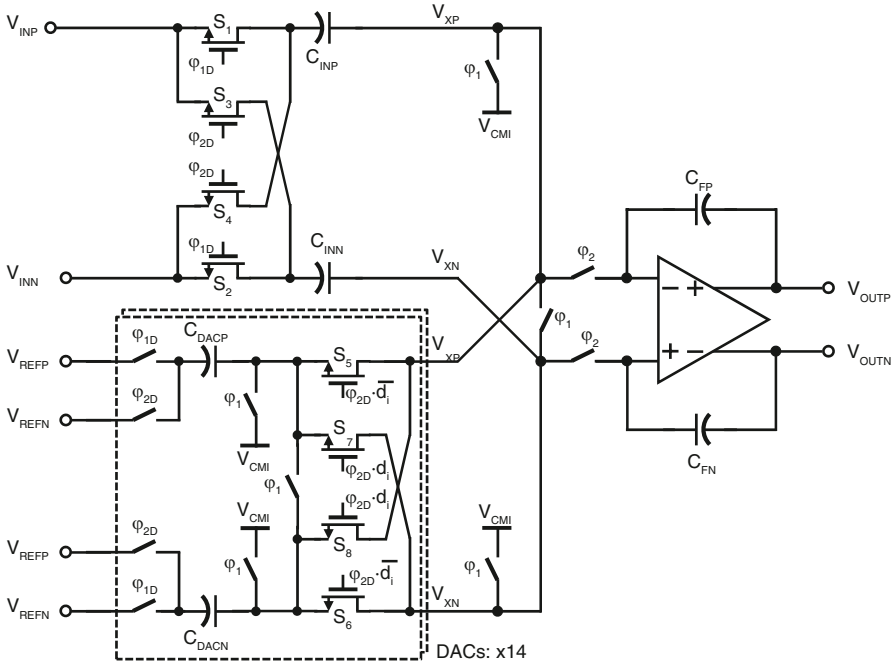 V_INP
S_1
φ_1D
C_INP
V_XP
φ_1
V_CMI
S_3
φ_2D
φ_2D
S_4
φ_1D
S_2
V_INN
C_INN
V_XN
C_FP
φ_2
φ_1
φ_2
− +
+ −
V_OUTP
V_OUTN
C_FN
V_REFP
φ_1D
C_DACP
S_5
V_XP
φ_2D·d̅_i
V_REFN
φ_2D
φ_1
V_CMI
S_7
φ_2D·d_i
φ_1
φ_2D·d_i
S_8
V_CMI
φ_1
V_REFP
φ_2D
φ_2D·d̅_i
S_6
V_XN
V_CMI
φ_1
V_REFN
φ_1D
C_DACN
DACs: x14